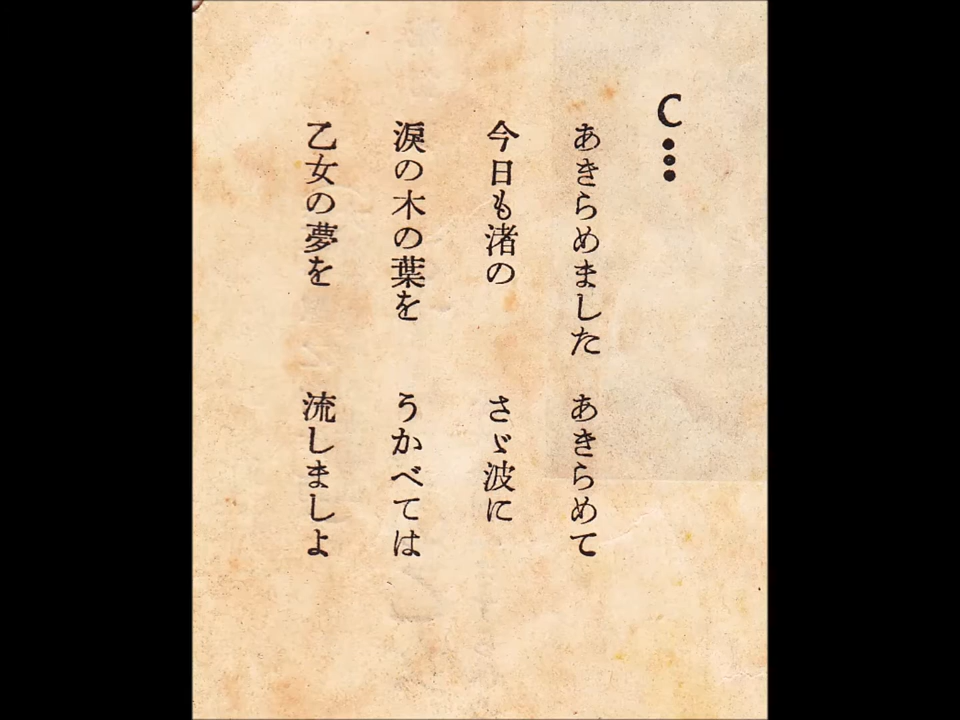 C…
あきらめました　あきらめて
今日も渚の　さゞ波に
涙の木の葉を　うかべては
乙女の夢を　流しましよ